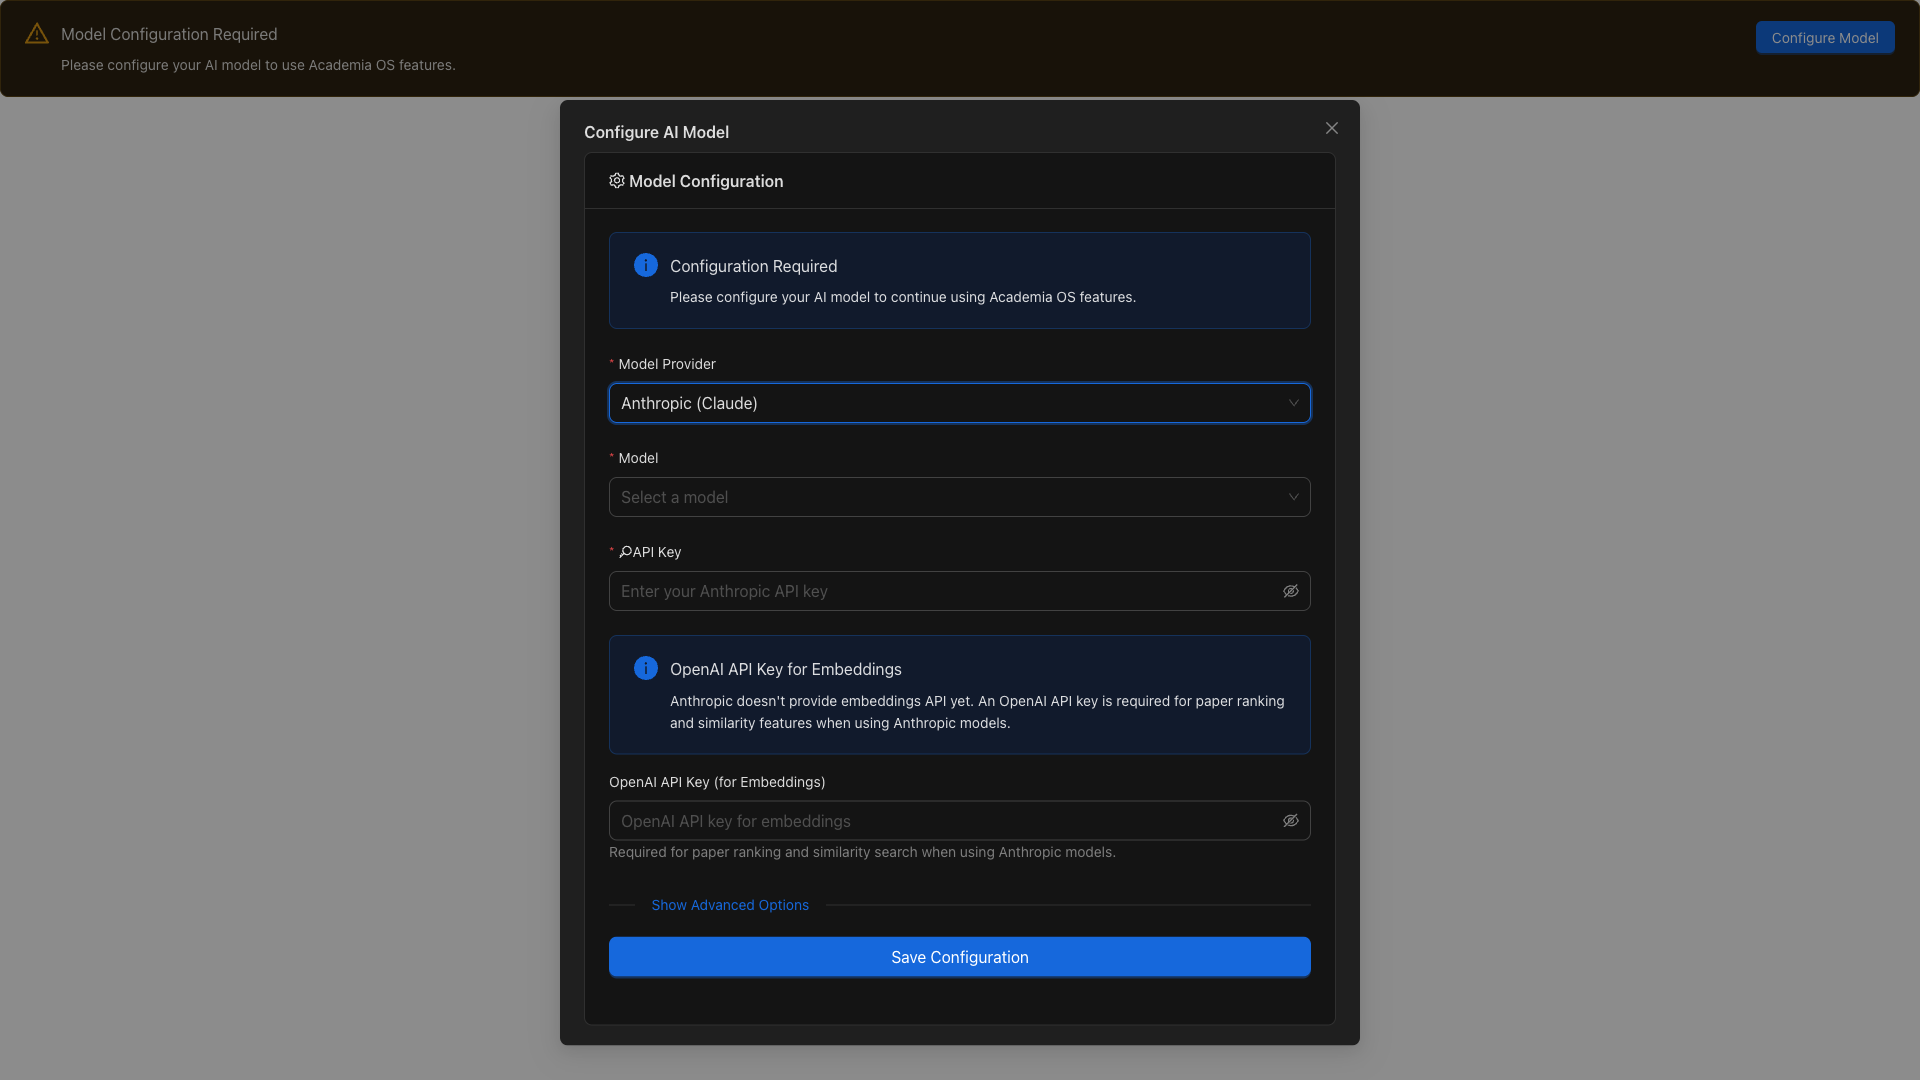 Model Configuration Required
Please configure your AI model to use Academia OS features.
Configure Model
Configure AI Model
Model Configuration
Configuration Required
Please configure your AI model to continue using Academia OS features.
* Model Provider
Anthropic (Claude)
* Model
Select a model
* API Key
Enter your Anthropic API key
OpenAI API Key for Embeddings
Anthropic doesn't provide embeddings API yet. An OpenAI API key is required for paper ranking
and similarity features when using Anthropic models.
OpenAI API Key (for Embeddings)
OpenAI API key for embeddings
Required for paper ranking and similarity search when using Anthropic models.
Show Advanced Options
Save Configuration